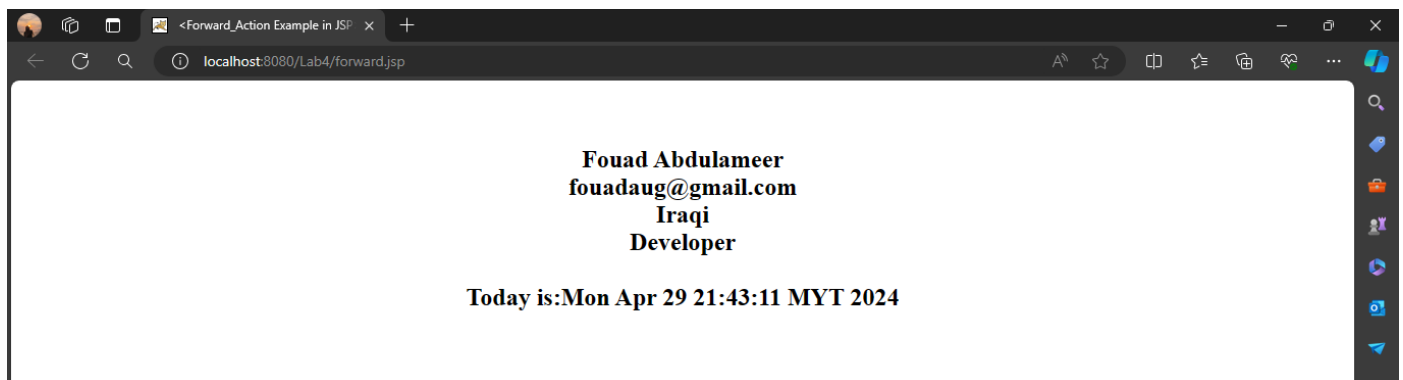 <Forward_Action Example in JSP
localhost:8080/Lab4/forward.jsp
Fouad Abdulameer
fouadaug@gmail.com
Iraqi
Developer
Today is:Mon Apr 29 21:43:11 MYT 2024